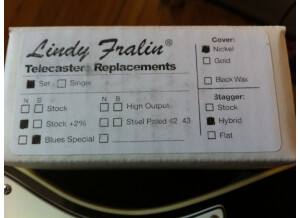 Lindy Fralin®
Telecaster Replacements
Set Single
N B
Stock
Stock +2%
Blues Special
N B
High Output
Steel Poled 42 43
Cover:
Nickel
Gold
Black Wax
Stagger:
Stock
Hybrid
Flat